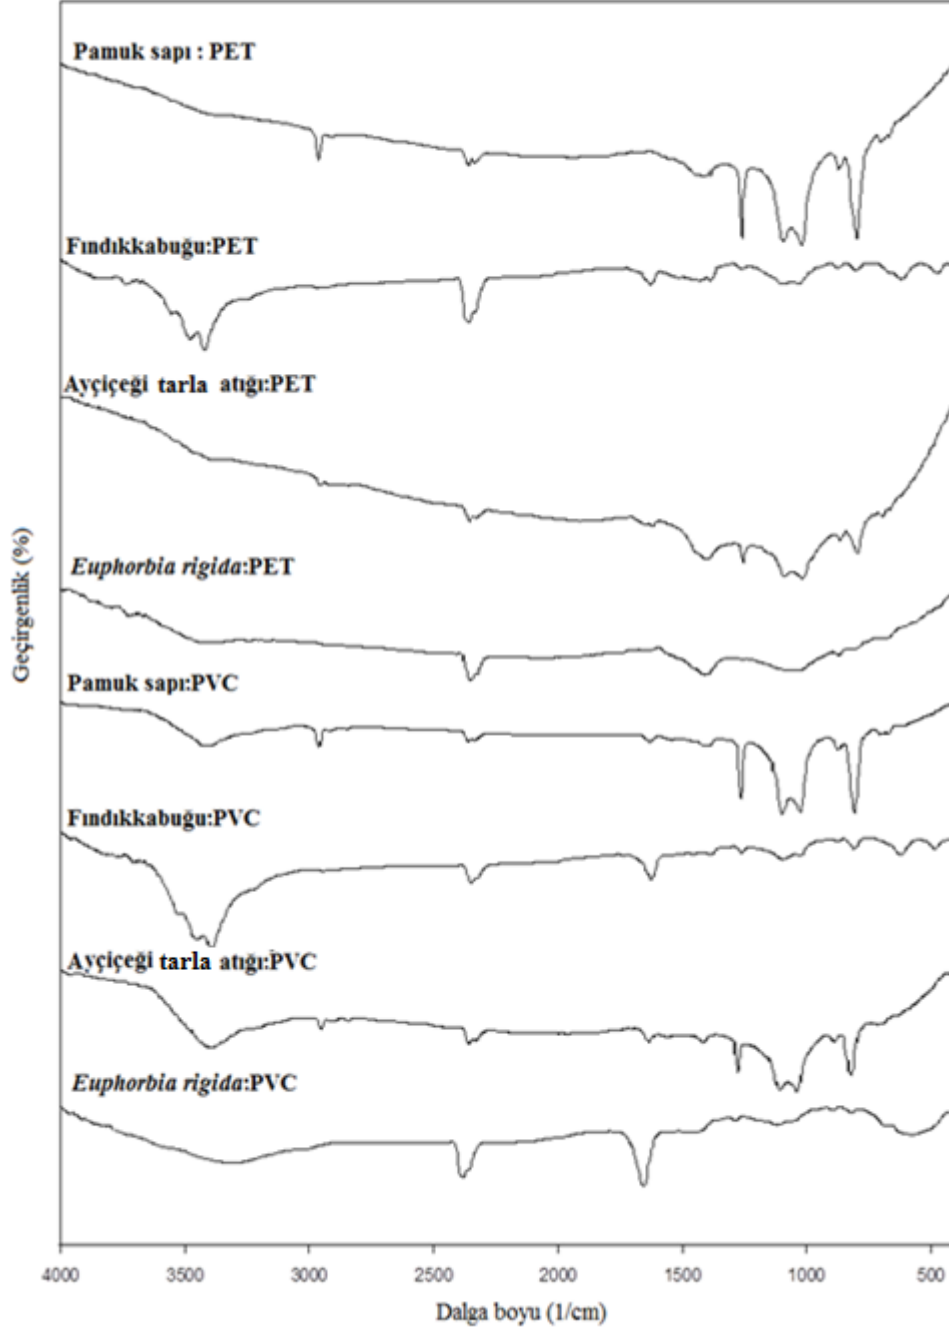 Pamuk sapı : PET
Fındıkkabuğu:PET
Ayçiçeği tarla atığı:PET
Euphorbia rigida:PET
Pamuk sapı:PVC
Fındıkkabuğu:PVC
Ayçiçeği tarla atığı:PVC
Euphorbia rigida:PVC
Geçirgenlik (%)
4000 3500 3000 2500 2000 1500 1000 500
Dalga boyu (1/cm)